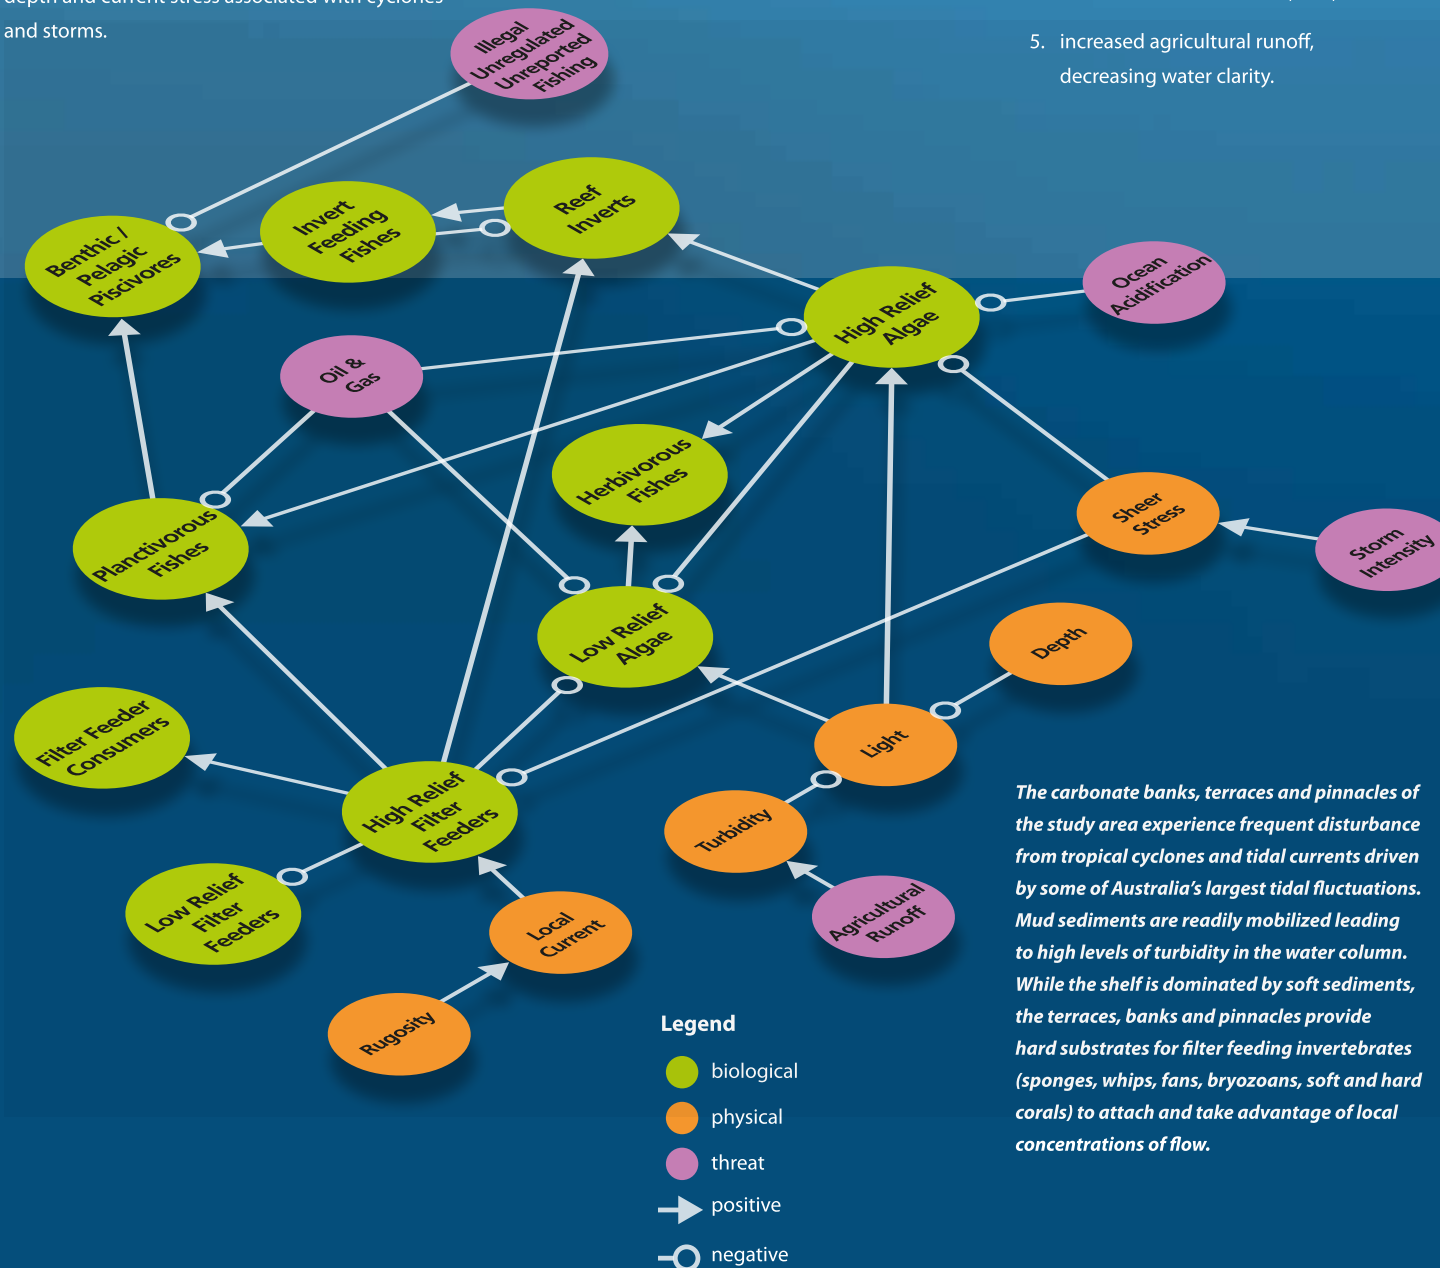 and storms.
5. increased agricultural runoff,
decreasing water clarity.
Illegal
Unregulated
Unreported
Fishing
Reef
Inverts
Invert
Feeding
Fishes
Benthic /
Pelagic
Piscivores
Ocean
Acidification
High Relief
Algae
Oil &
Gas
Herbivorous
Fishes
Sheer
Stress
Storm
Intensity
Planctivorous
Fishes
Low Relief
Algae
Depth
Filter Feeder
Consumers
Light
High Relief
Filter
Feeders
Turbidity
Low Relief
Filter
Feeders
Local
Current
Agricultural
Runoff
Rugosity
The carbonate banks, terraces and pinnacles of
the study area experience frequent disturbance
from tropical cyclones and tidal currents driven
by some of Australia's largest tidal fluctuations.
Mud sediments are readily mobilized leading
to high levels of turbidity in the water column.
While the shelf is dominated by soft sediments,
the terraces, banks and pinnacles provide
hard substrates for filter feeding invertebrates
(sponges, whips, fans, bryozoans, soft and hard
corals) to attach and take advantage of local
concentrations of flow.
Legend
biological
physical
threat
positive
negative